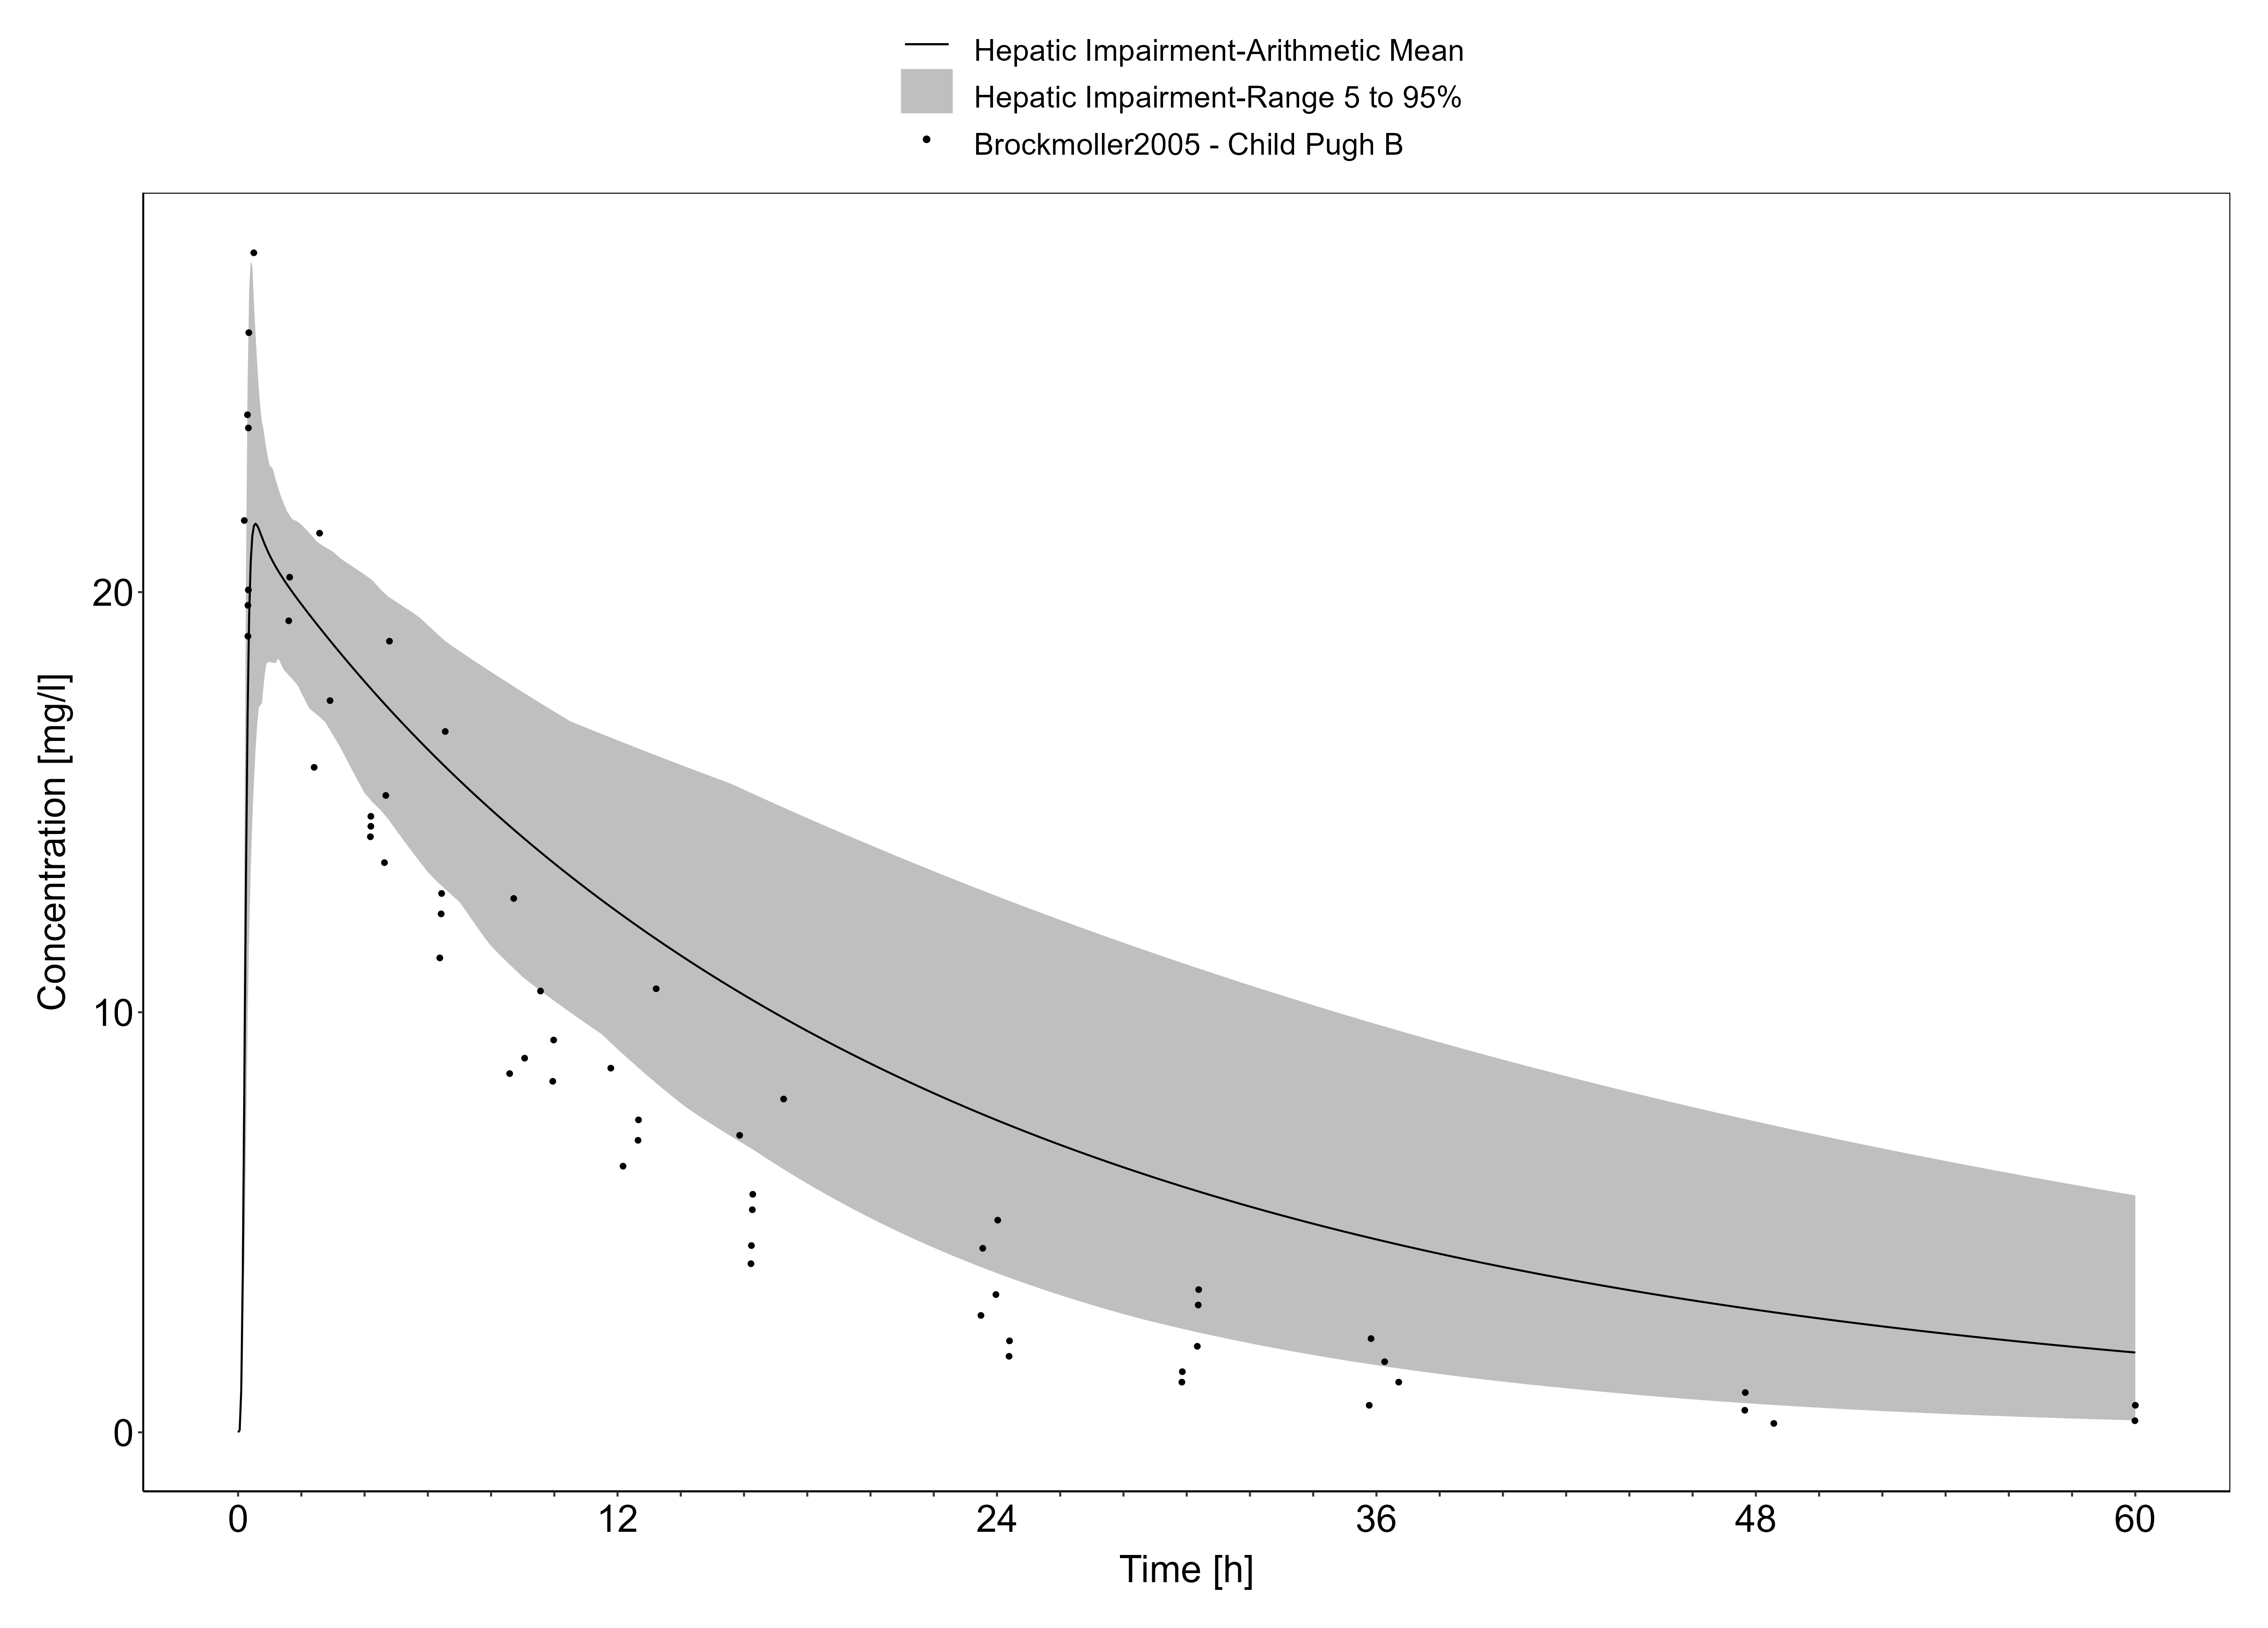 Hepatic Impairment-Arithmetic Mean
Hepatic Impairment-Range 5 to 95%
Brockmoller2005 - Child Pugh B
Concentration [mg/l]
20
10
0
0 12 24 36 48 60
Time [h]